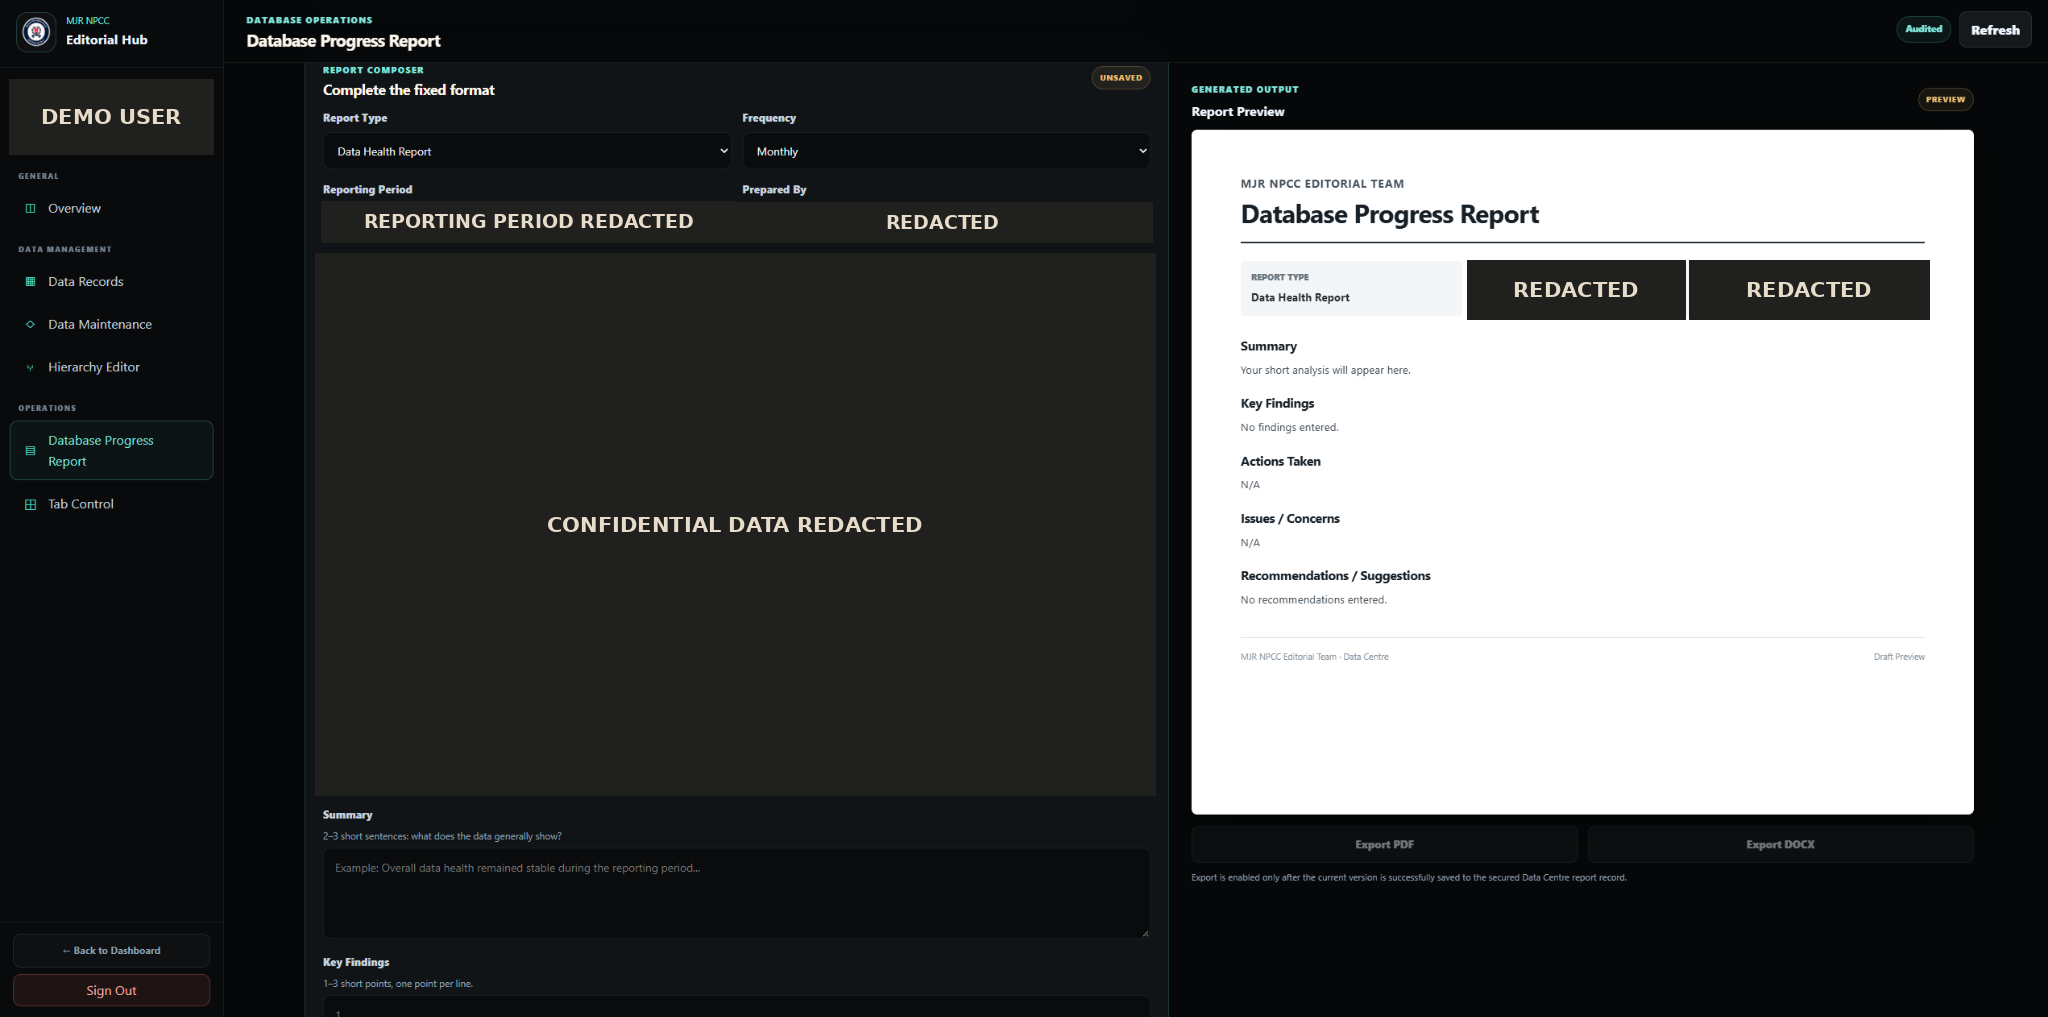 MJR NPCC
Editorial Hub
DEMO USER
GENERAL
Overview
DATA MANAGEMENT
Data Records
Data Maintenance
Hierarchy Editor
OPERATIONS
Database Progress
Report
Tab Control
← Back to Dashboard
Sign Out
DATABASE OPERATIONS
Database Progress Report
Audited
Refresh
REPORT COMPOSER
Complete the fixed format
UNSAVED
Report Type
Frequency
Data Health Report
Monthly
Reporting Period
Prepared By
REPORTING PERIOD REDACTED
REDACTED
CONFIDENTIAL DATA REDACTED
Summary
2–3 short sentences: what does the data generally show?
Example: Overall data health remained stable during the reporting period...
Key Findings
1–3 short points, one point per line.
1
GENERATED OUTPUT
Report Preview
PREVIEW
MJR NPCC EDITORIAL TEAM
Database Progress Report
REPORT TYPE
Data Health Report
REDACTED
REDACTED
Summary
Your short analysis will appear here.
Key Findings
No findings entered.
Actions Taken
N/A
Issues / Concerns
N/A
Recommendations / Suggestions
No recommendations entered.
MJR NPCC Editorial Team · Data Centre
Draft Preview
Export PDF
Export DOCX
Export is enabled only after the current version is successfully saved to the secured Data Centre report record.